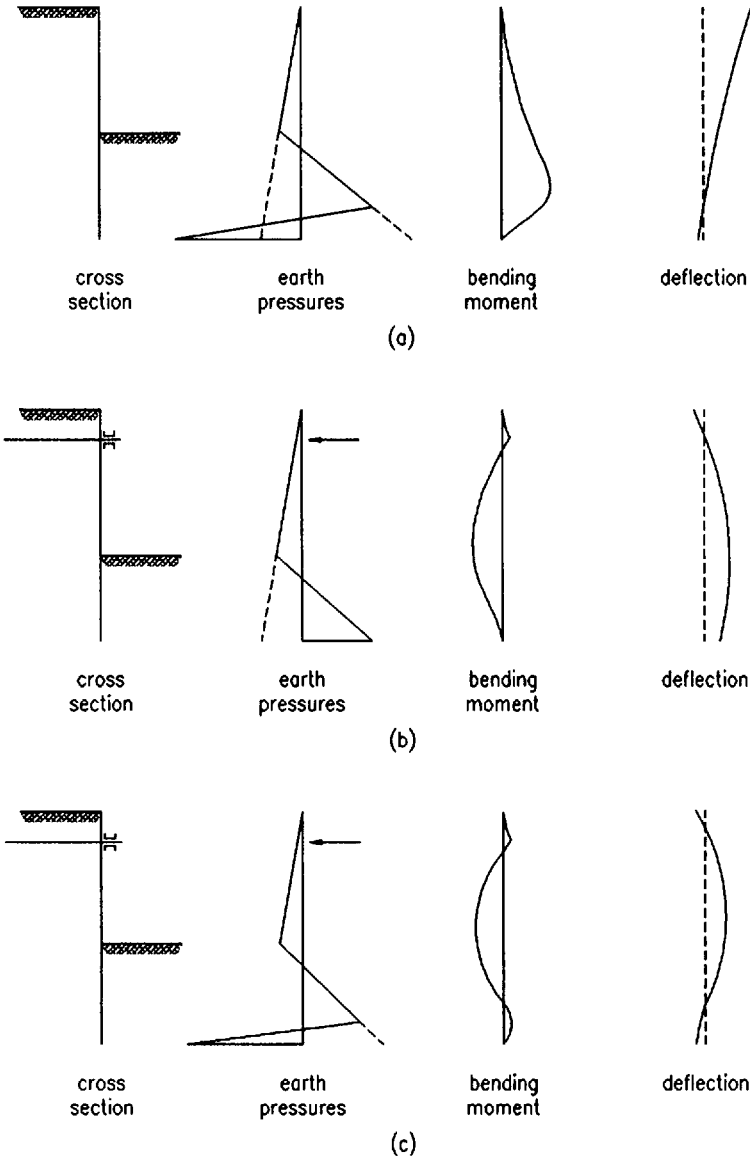 cross earth bending deflection
section pressures moment
(a)
cross earth bending deflection
section pressures moment
(b)
cross earth bending deflection
section pressures moment
(c)